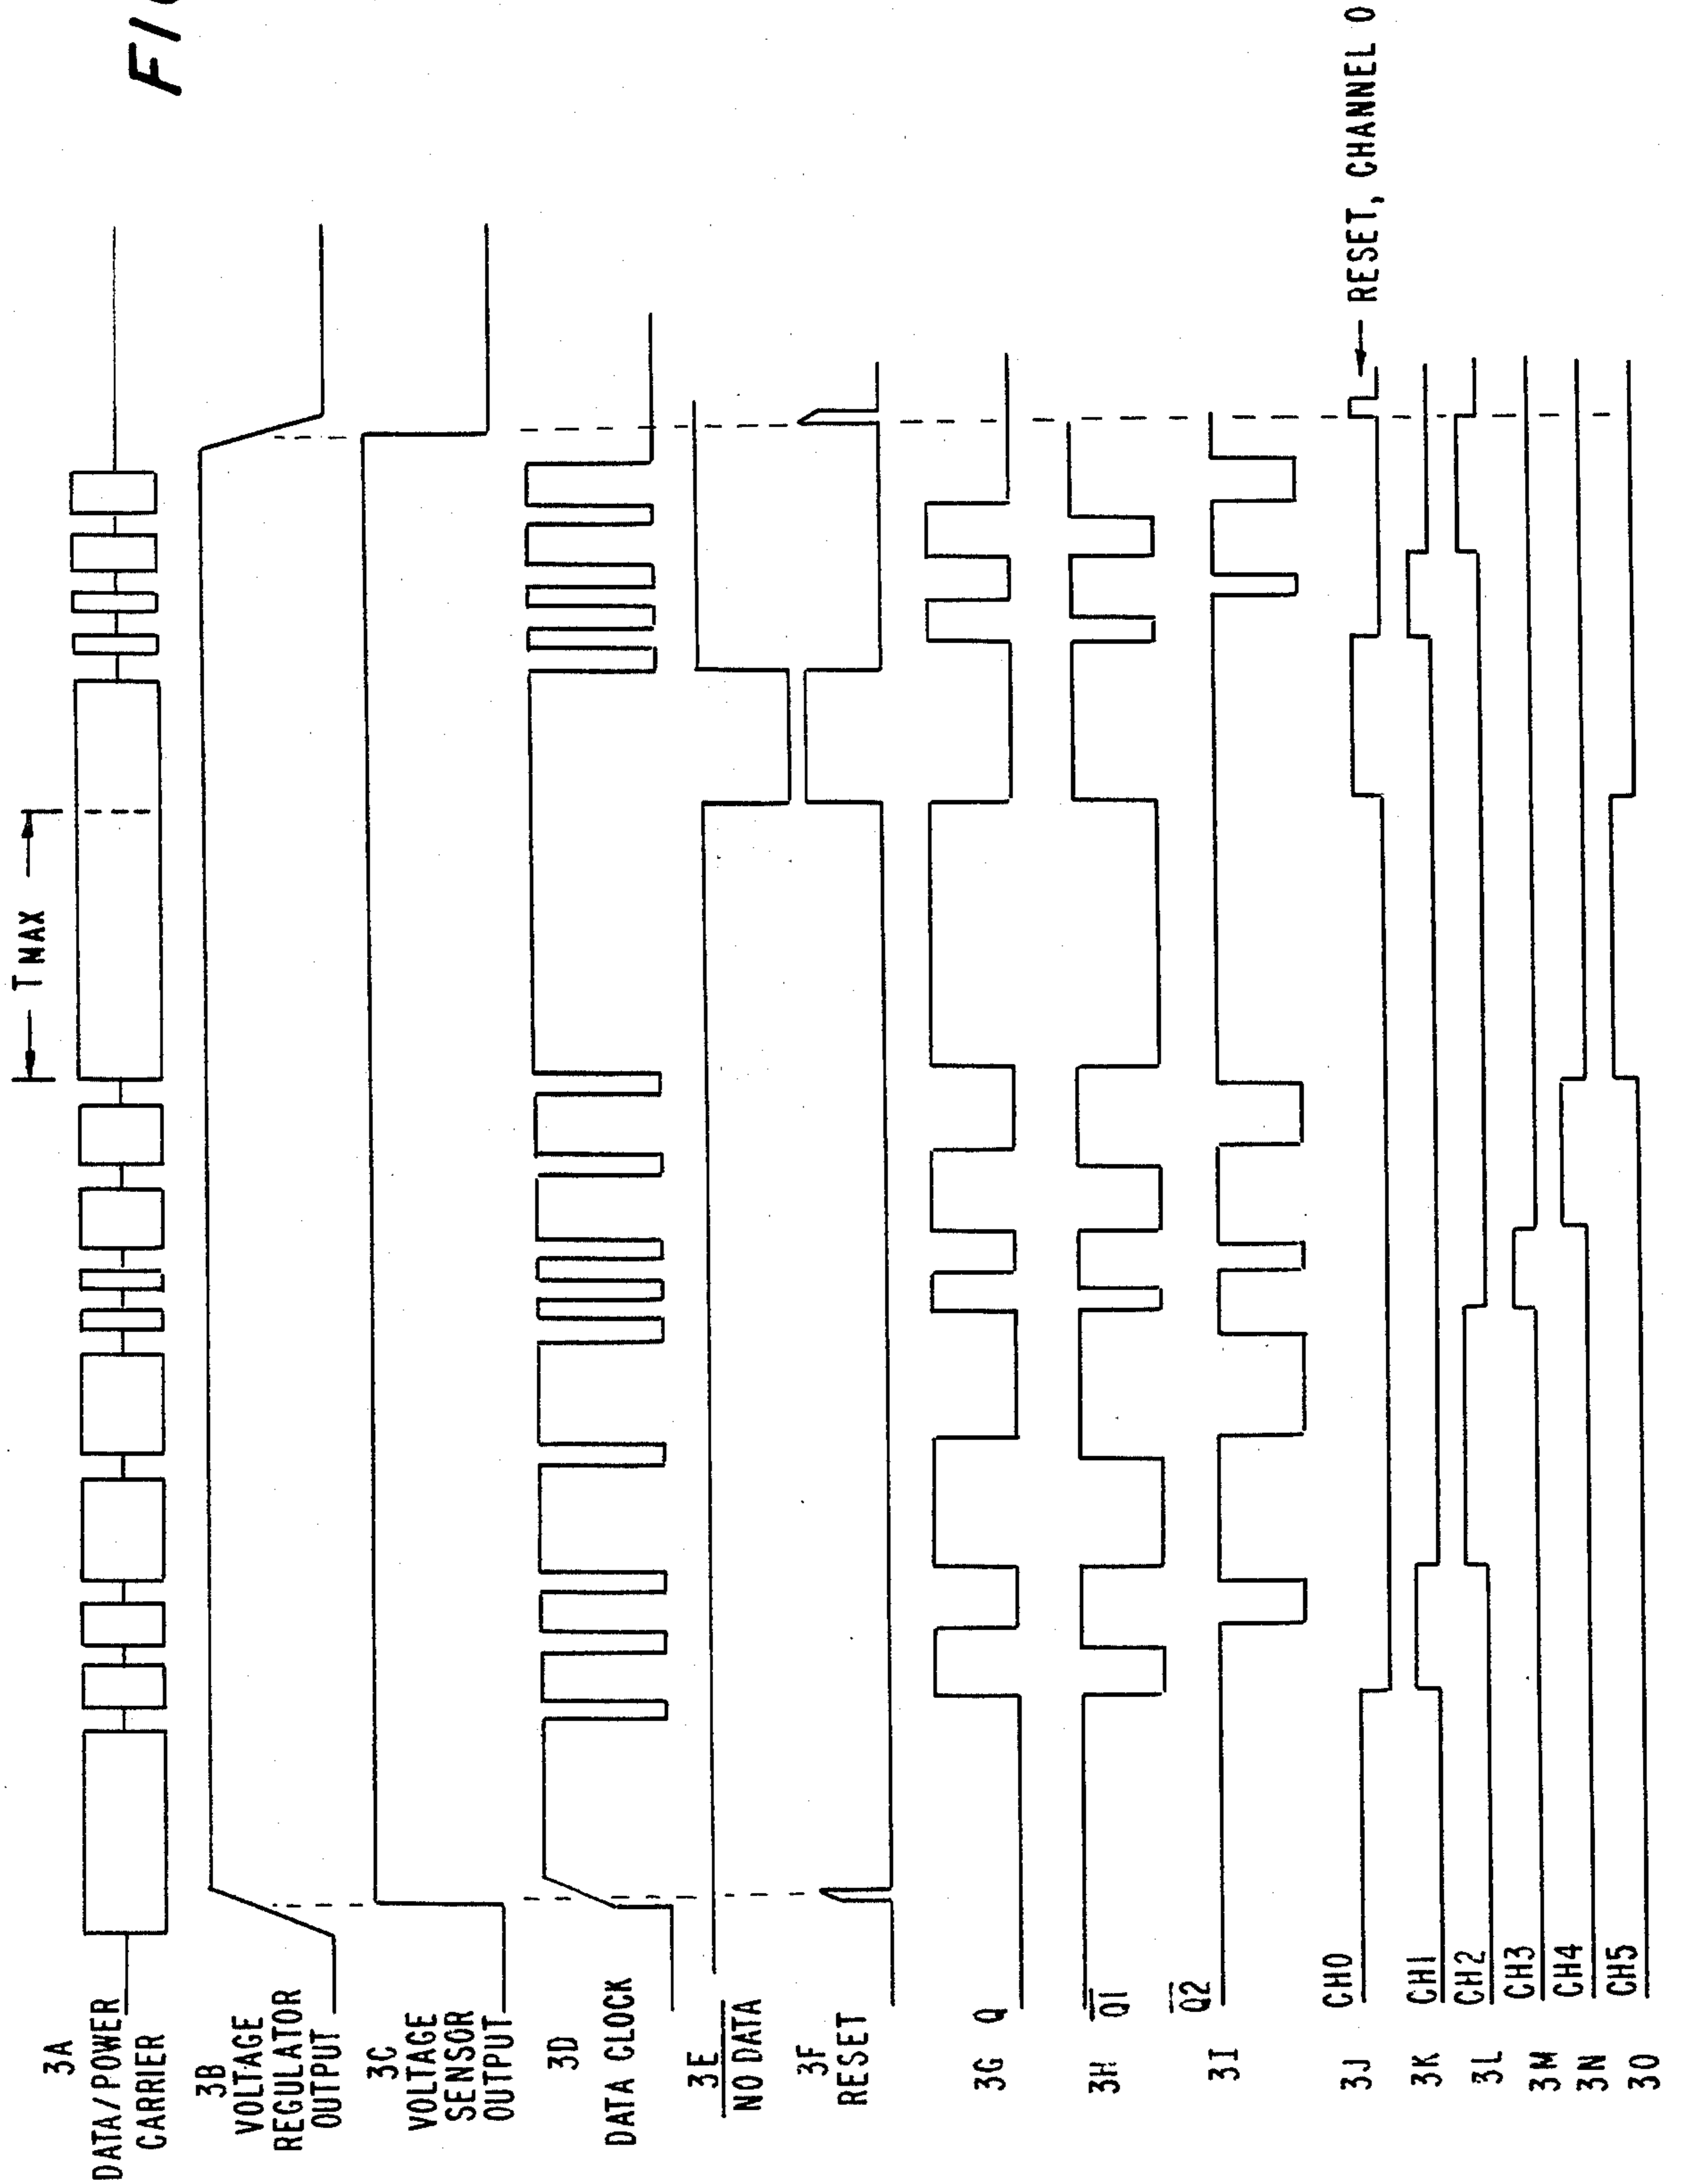 FIG
T MAX
3A
DATA/POWER
CARRIER
3B
VOLTAGE
REGULATOR
OUTPUT
3C
VOLTAGE
SENSOR
OUTPUT
3D
DATA CLOCK
3E
NO DATA
3F
RESET
3G Q
3H Q1
3I Q2
3J CH0
RESET, CHANNEL 0
3K CH1
3L CH2
3M CH3
3N CH4
3O CH5